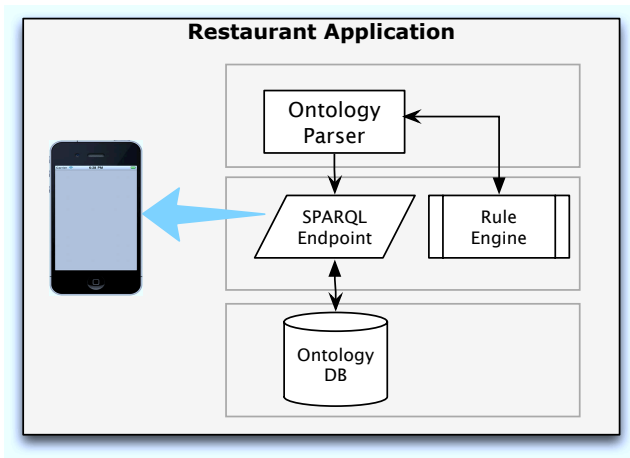 Restaurant Application
Ontology
Parser
SPARQL
Endpoint
Rule
Engine
Ontology
DB